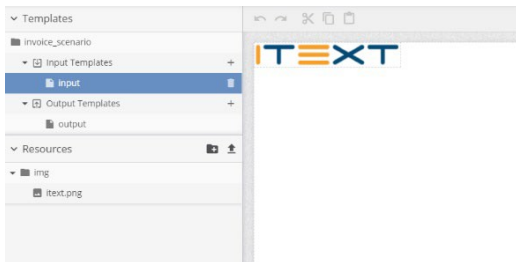 Templates
invoice_scenario
Input Templates
input
Output Templates
output
Resources
img
itext.png
ITEXT